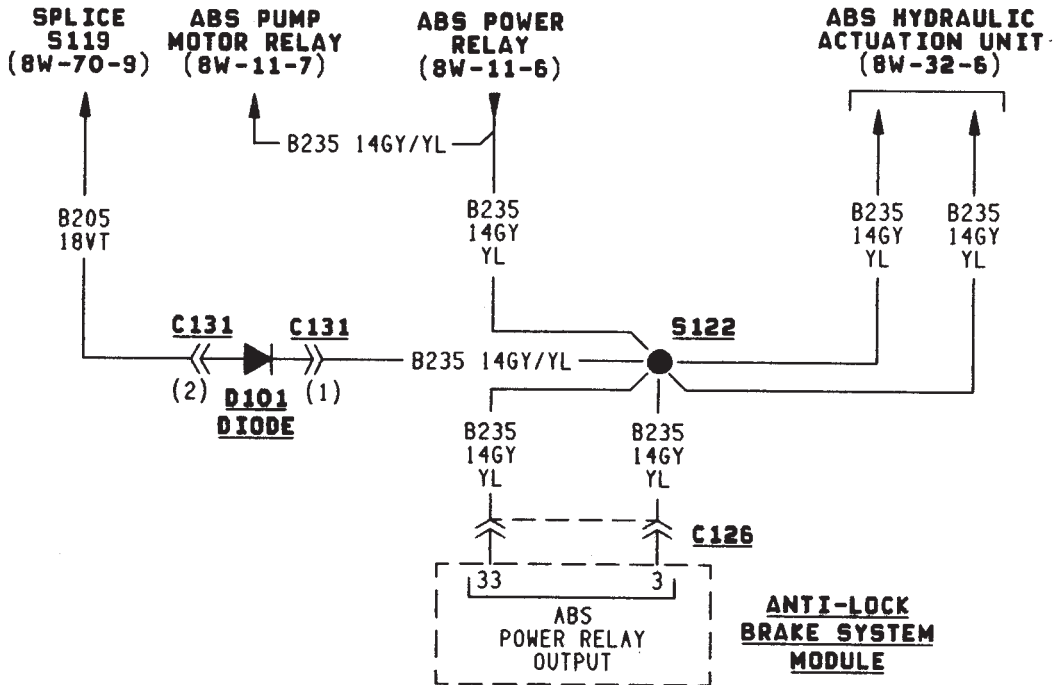 SPLICE
S119
(8W-70-9)
ABS PUMP
MOTOR RELAY
(8W-11-7)
ABS POWER
RELAY
(8W-11-6)
ABS HYDRAULIC
ACTUATION UNIT
(8W-32-6)
B235 14GY/YL
B205
18VT
B235
14GY
YL
B235
14GY
YL
B235
14GY
YL
C131
C131
S122
B235 14GY/YL
(2)
(1)
D101
DIODE
B235
14GY
YL
B235
14GY
YL
C126
33
3
ABS
POWER RELAY
OUTPUT
ANTI-LOCK
BRAKE SYSTEM
MODULE